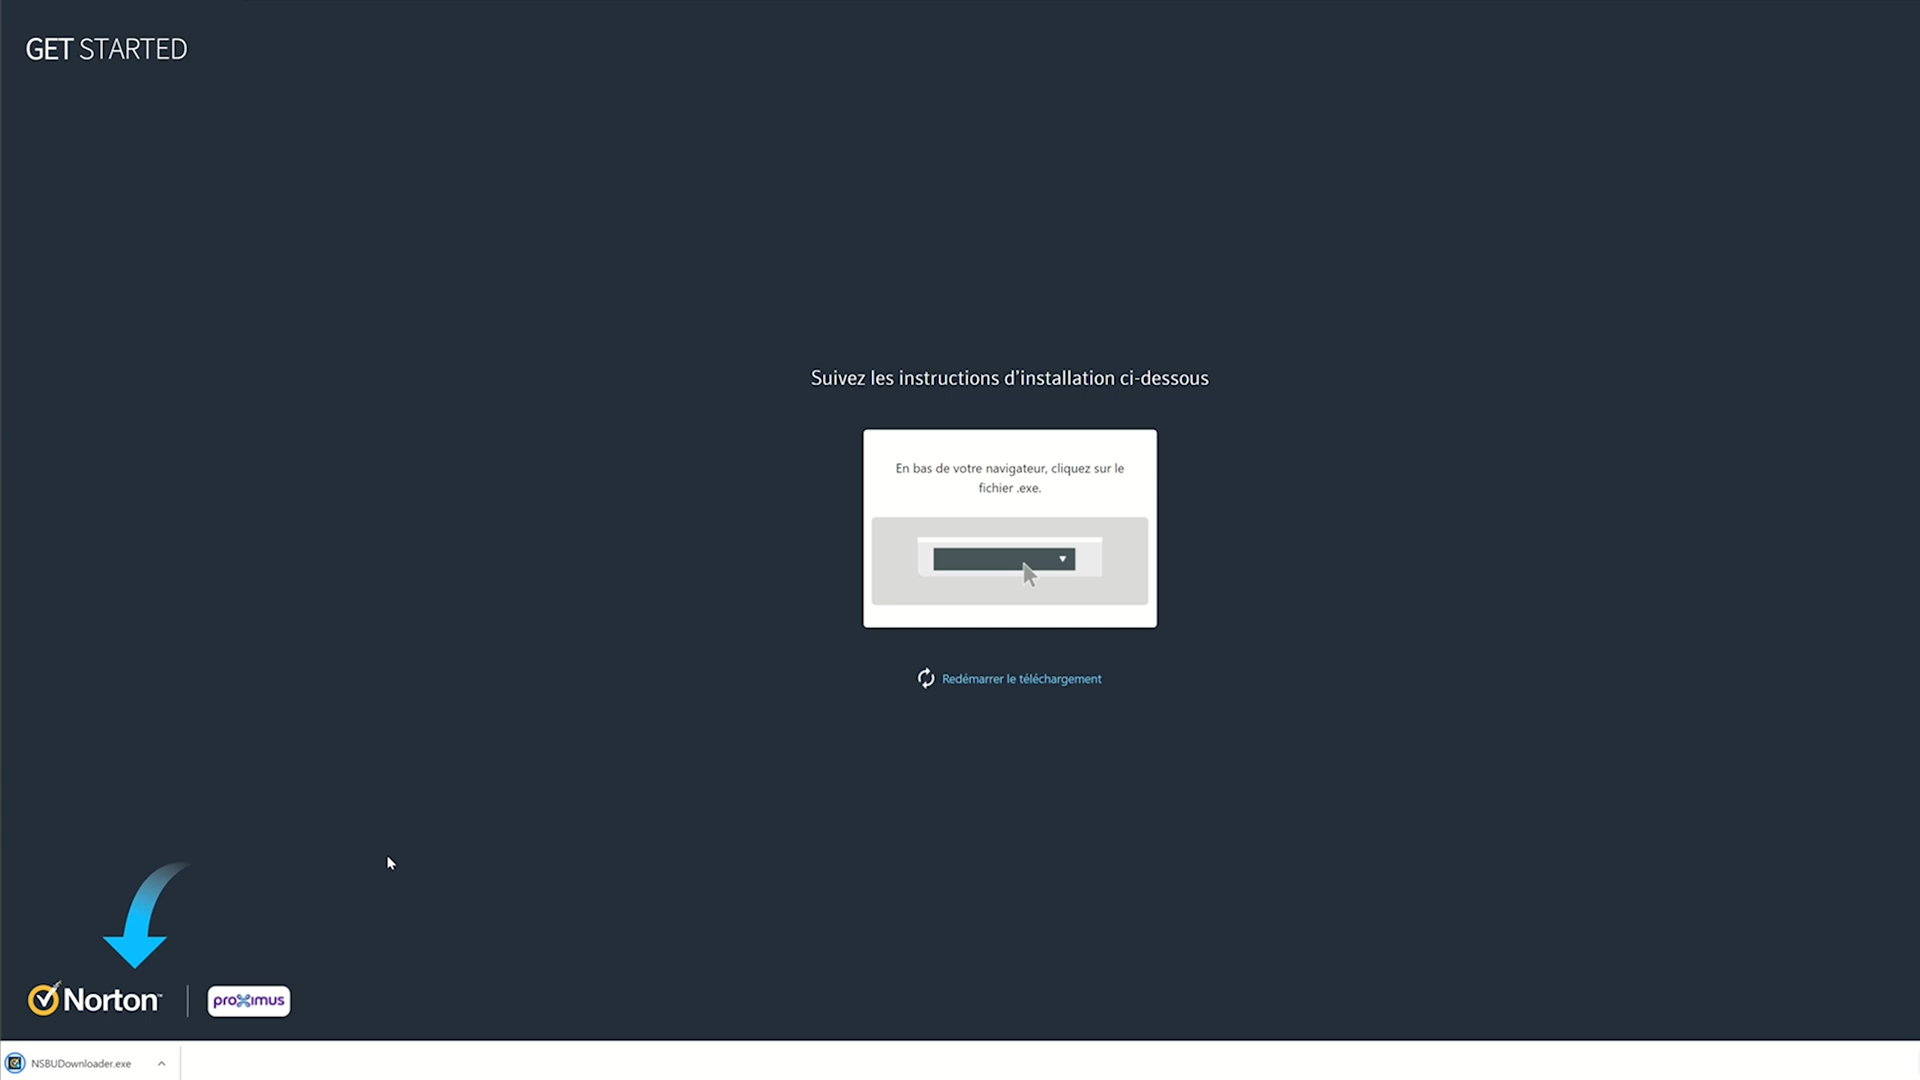 GET STARTED
Suivez les instructions d’installation ci-dessous
En bas de votre navigateur, cliquez sur le
fichier .exe.
Redémarrer le téléchargement
Norton™
proximus
NSBUDownloader.exe